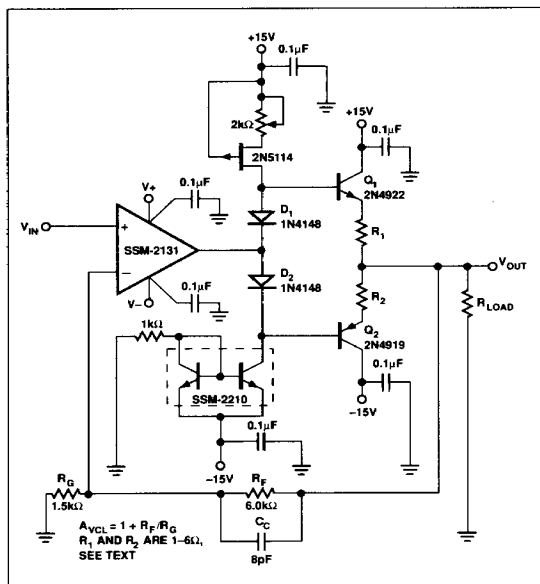 +15V
0.1µF
2kΩ
2N5114
+15V
0.1µF
Q1
2N4922
V+
0.1µF
D1
1N4148
R1
VIN
+
SSM-2131
−
VOUT
D2
1N4148
R2
RLOAD
0.1µF
V−
Q2
2N4919
1kΩ
0.1µF
SSM-2210
−15V
0.1µF
−15V
RG
1.5kΩ
RF
6.0kΩ
AVCL = 1 + RF/RG
R1 AND R2 ARE 1–6Ω,
SEE TEXT
CC
8pF